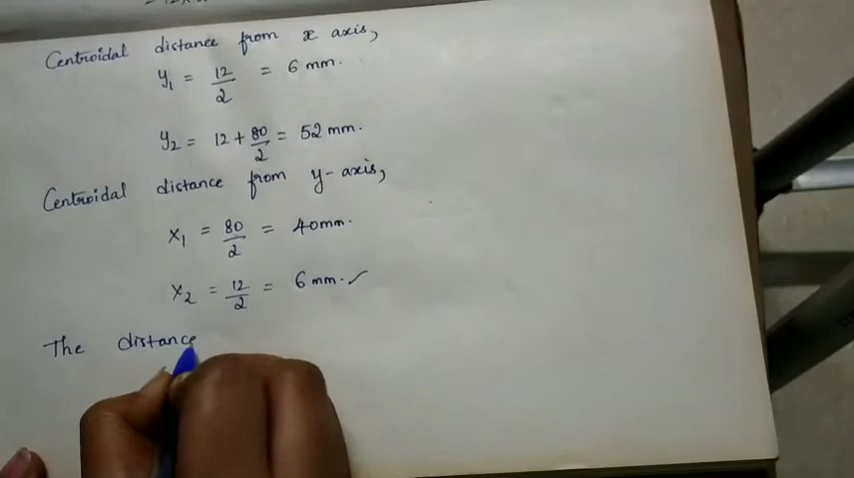 Centroidal distance from x axis,
y₁ = 12/2 = 6 mm.
y₂ = 12 + 80/2 = 52 mm.
Centroidal distance from y-axis,
x₁ = 80/2 = 40mm.
x₂ = 12/2 = 6 mm. ✓
The distance